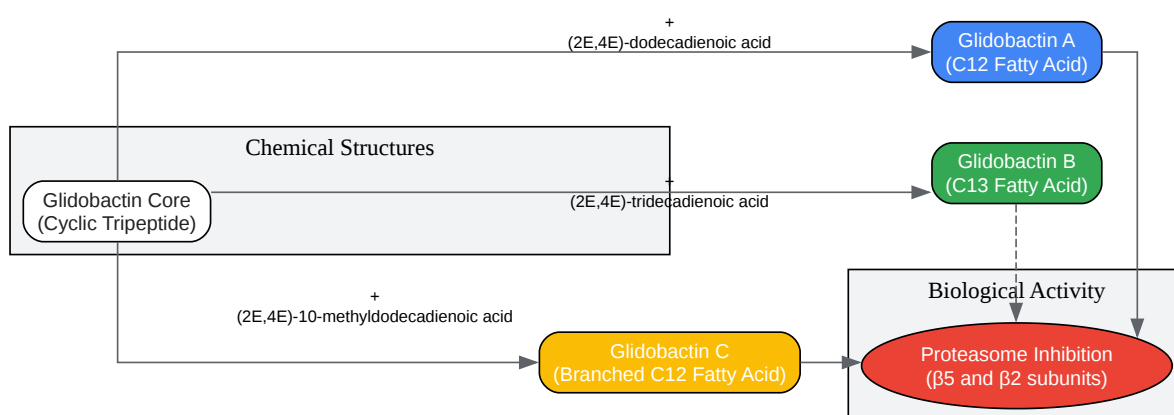 +
(2E,4E)-dodecadienoic acid
Glidobactin A
(C12 Fatty Acid)
Chemical Structures
Glidobactin Core
(Cyclic Tripeptide)
+
(2E,4E)-tridecadienoic acid
Glidobactin B
(C13 Fatty Acid)
+
(2E,4E)-10-methyldodecadienoic acid
Glidobactin C
(Branched C12 Fatty Acid)
Biological Activity
Proteasome Inhibition
(β5 and β2 subunits)